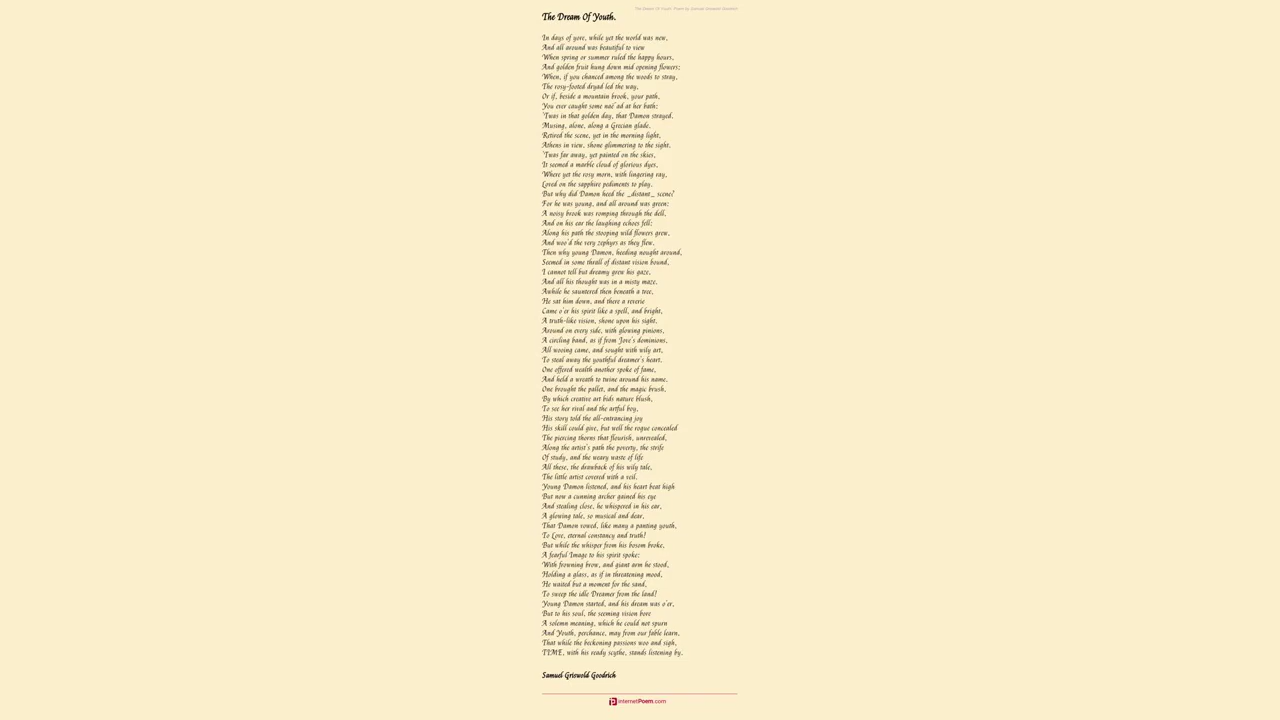 The Dream Of Youth. Poem by Samuel Griswold Goodrich
The Dream Of Youth.
In days of yore, while yet the world was new,
And all around was beautiful to view
When spring or summer ruled the happy hours,
And golden fruit hung down mid opening flowers;
When, if you chanced among the woods to stray,
The rosy-footed dryad led the way,
Or if, beside a mountain brook, your path,
You ever caught some nae`ad at her bath:
`Twas in that golden day, that Damon strayed.
Musing, alone, along a Grecian glade.
Retired the scene, yet in the morning light,
Athens in view, shone glimmering to the sight.
`Twas far away, yet painted on the skies,
It seemed a marble cloud of glorious dyes,
Where yet the rosy morn, with lingering ray,
Loved on the sapphire pediments to play.
But why did Damon heed the _distant_ scene?
For he was young, and all around was green:
A noisy brook was romping through the dell,
And on his ear the laughing echoes fell;
Along his path the stooping wild flowers grew,
And woo`d the very zephyrs as they flew.
Then why young Damon, heeding nought around,
Seemed in some thrall of distant vision bound,
I cannot tell but dreamy grew his gaze,
And all his thought was in a misty maze.
Awhile he sauntered then beneath a tree,
He sat him down, and there a reverie
Came o`er his spirit like a spell, and bright,
A truth-like vision, shone upon his sight.
Around on every side, with glowing pinions,
A circling band, as if from Jove`s dominions,
All wooing came, and sought with wily art,
To steal away the youthful dreamer`s heart.
One offered wealth another spoke of fame,
And held a wreath to twine around his name.
One brought the pallet, and the magic brush,
By which creative art bids nature blush,
To see her rival and the artful boy,
His story told the all-entrancing joy
His skill could give, but well the rogue concealed
The piercing thorns that flourish, unrevealed,
Along the artist`s path the poverty, the strife
Of study, and the weary waste of life
All these, the drawback of his wily tale,
The little artist covered with a veil.
Young Damon listened, and his heart beat high
But now a cunning archer gained his eye
And stealing close, he whispered in his ear,
A glowing tale, so musical and dear,
That Damon vowed, like many a panting youth,
To Love, eternal constancy and truth!
But while the whisper from his bosom broke,
A fearful Image to his spirit spoke:
With frowning brow, and giant arm he stood,
Holding a glass, as if in threatening mood,
He waited but a moment for the sand,
To sweep the idle Dreamer from the land!
Young Damon started, and his dream was o`er,
But to his soul, the seeming vision bore
A solemn meaning, which he could not spurn
And Youth, perchance, may from our fable learn,
That while the beckoning passions woo and sigh,
TIME, with his ready scythe, stands listening by.
Samuel Griswold Goodrich
InternetPoem.com